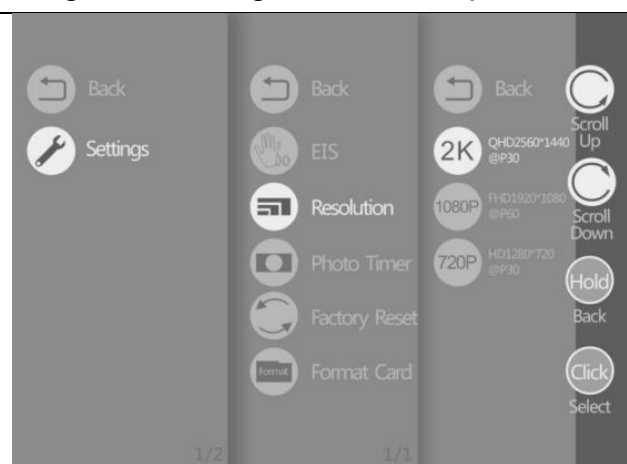 Back
Settings
1/2
Back
EIS
Resolution
Photo Timer
Factory Reset
Format
Format Card
1/1
Back
2K
QHD2560*1440
@P30
1080P
FHD1920*1080
@P60
720P
HD1280*720
@P30
Scroll
Up
Scroll
Down
Hold
Back
Click
Select